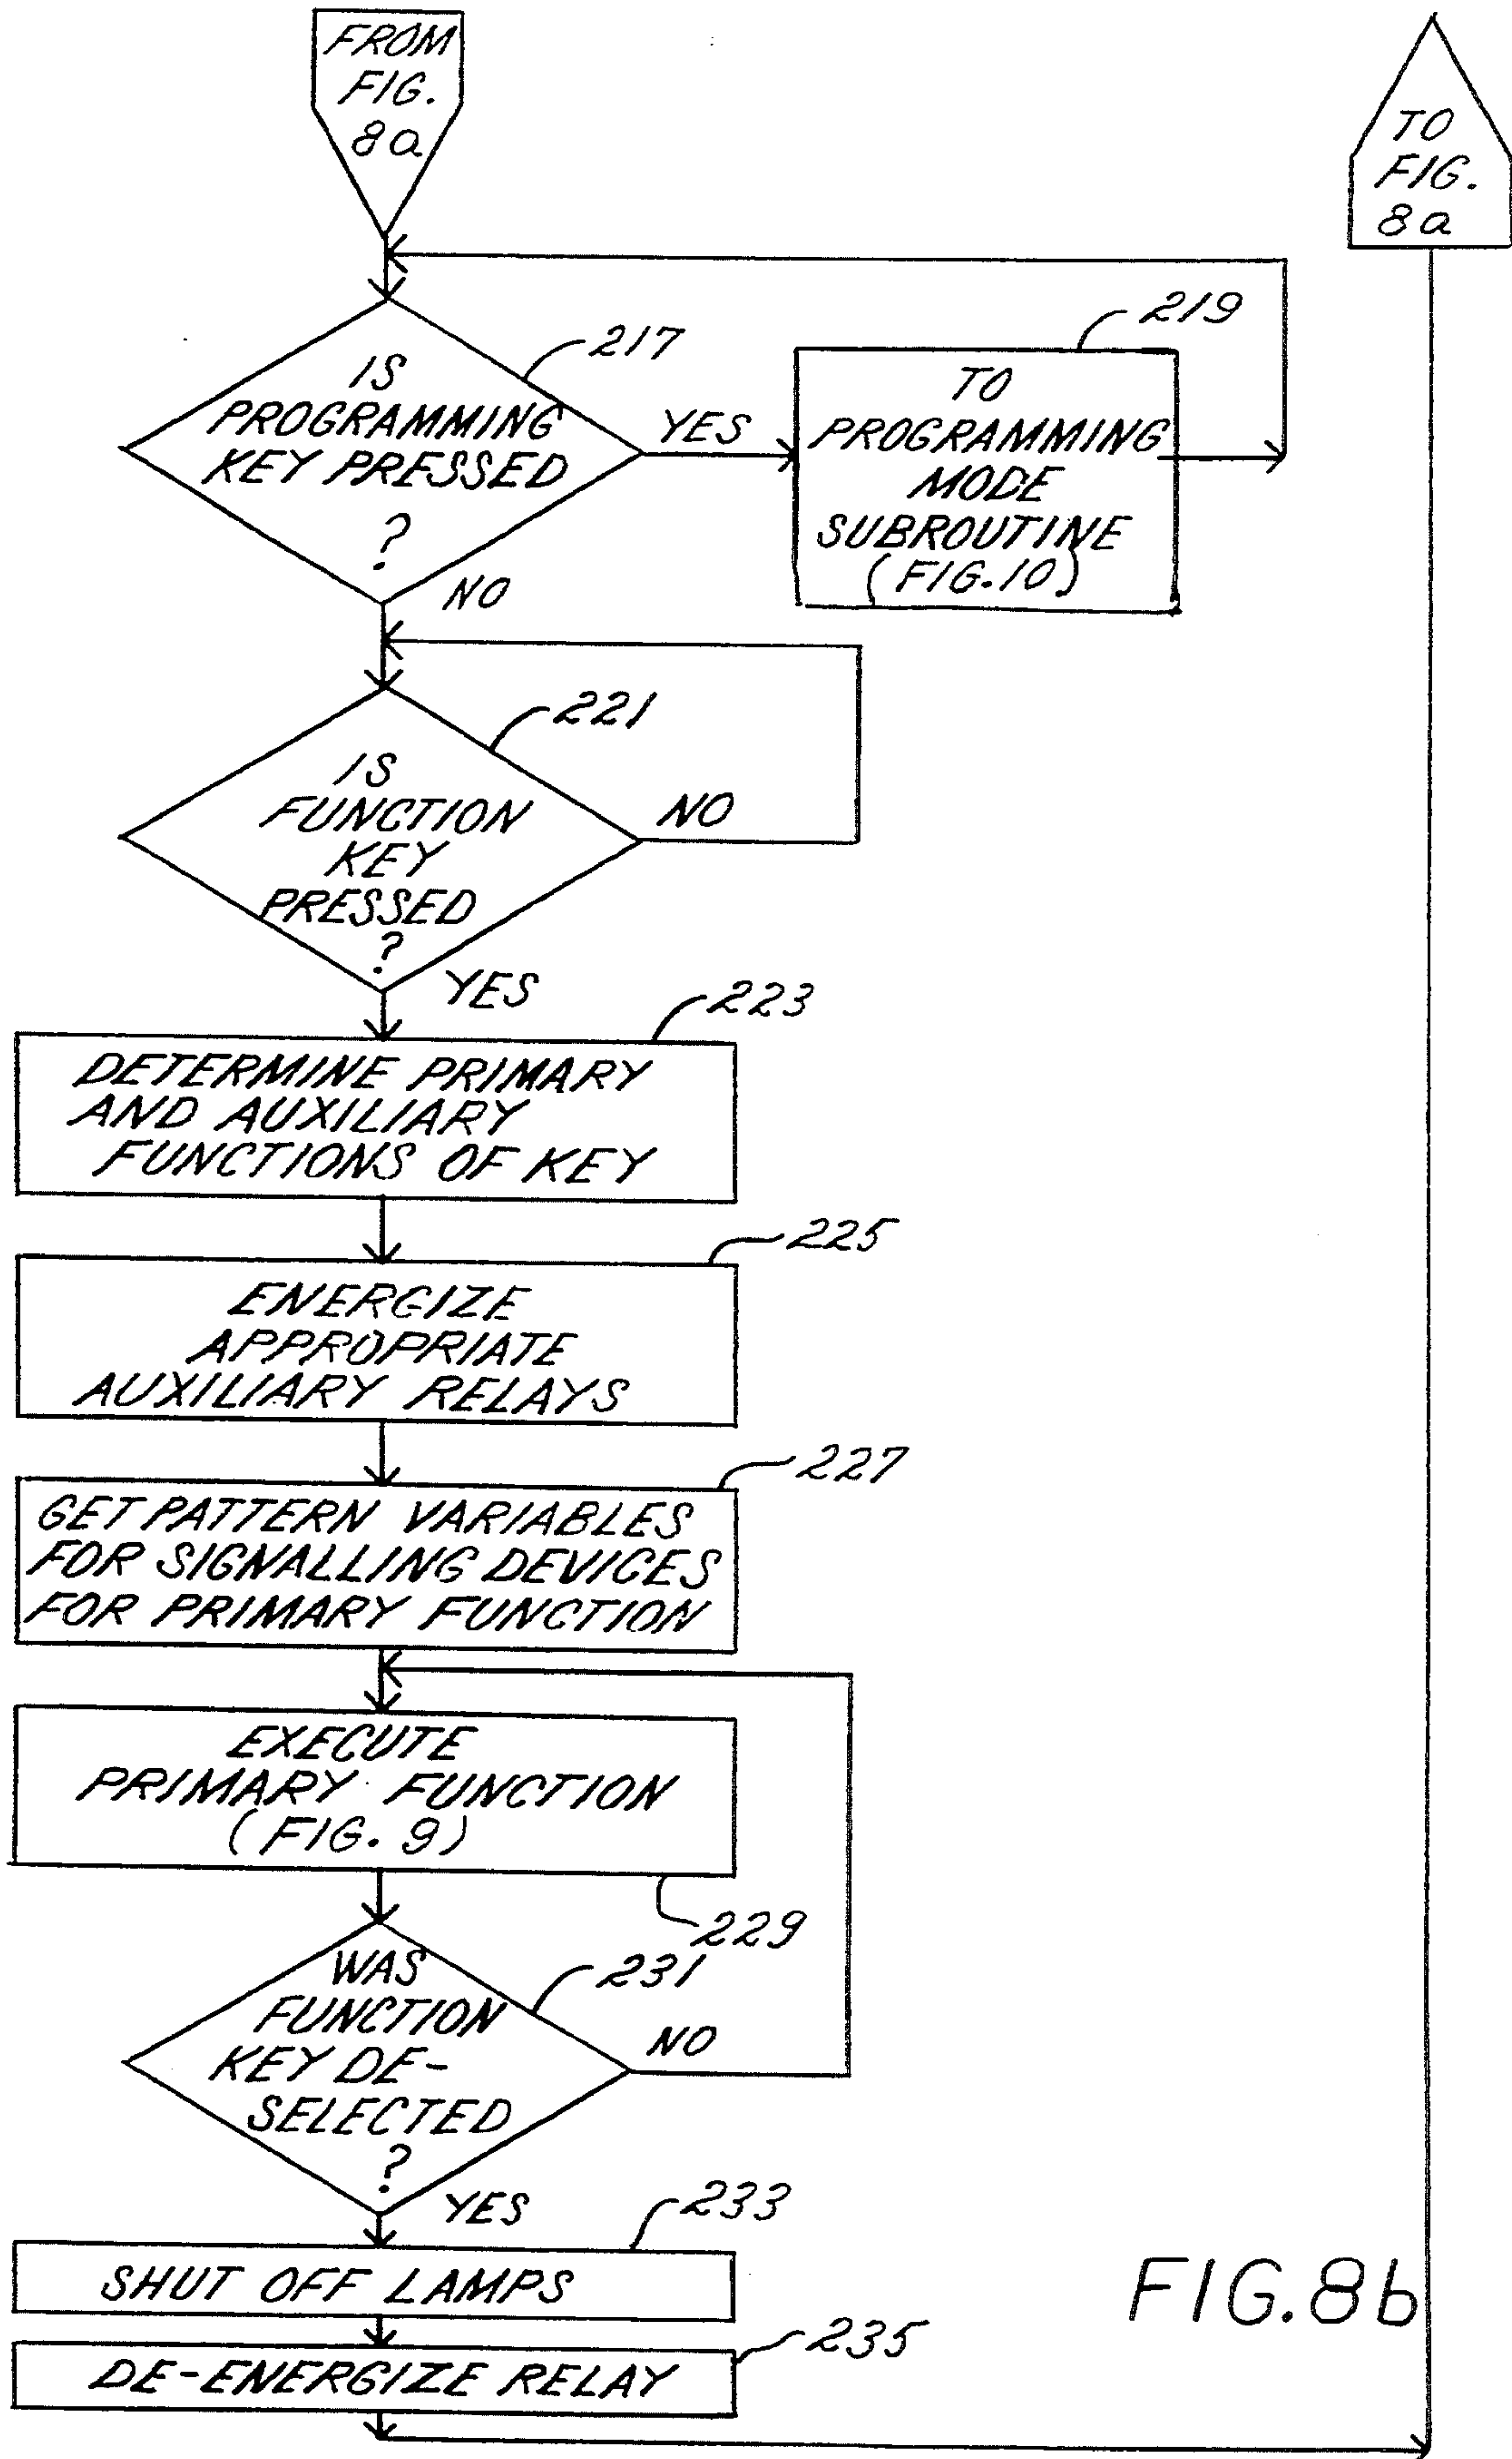 FROM
FIG.
8a
TO
FIG.
8a
217
IS
PROGRAMMING
KEY PRESSED
?
YES
NO
219
TO
PROGRAMMING
MODE
SUBROUTINE
(FIG.10)
221
IS
FUNCTION
KEY
PRESSED
?
NO
YES
223
DETERMINE PRIMARY
AND AUXILIARY
FUNCTIONS OF KEY
225
ENERGIZE
APPROPRIATE
AUXILIARY RELAYS
227
GET PATTERN VARIABLES
FOR SIGNALLING DEVICES
FOR PRIMARY FUNCTION
EXECUTE
PRIMARY FUNCTION
(FIG. 9)
229
231
WAS
FUNCTION
KEY DE-
SELECTED
?
NO
YES
233
SHUT OFF LAMPS
235
DE-ENERGIZE RELAY
FIG.8b